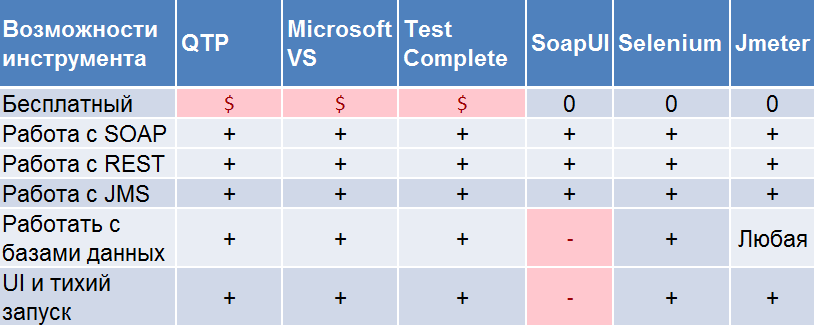 Возможности инструмента QTP Microsoft VS Test Complete SoapUI Selenium Jmeter
Бесплатный $ $ $ 0 0 0
Работа с SOAP + + + + + +
Работа с REST + + + + + +
Работа с JMS + + + + + +
Работать с базами данных + + + - + Любая
UI и тихий запуск + + + - + +